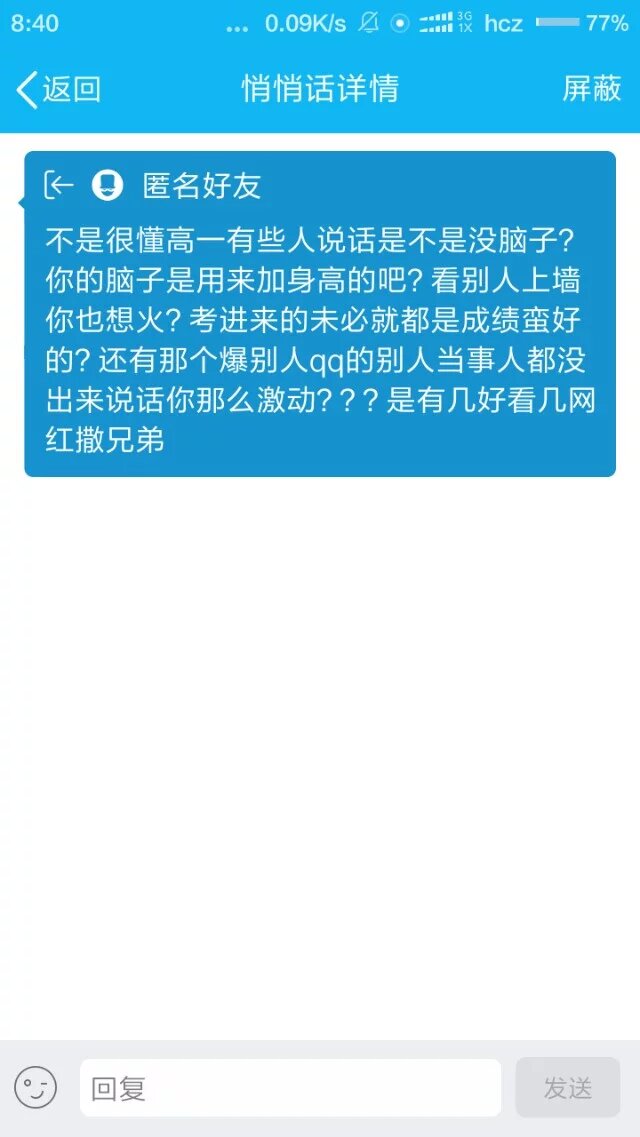 8:40 ... 0.09K/s 3G 1X hcz 77%
返回 悄悄话详情 屏蔽
匿名好友
不是很懂高一有些人说话是不是没脑子?
你的脑子是用来加身高的吧? 看别人上墙
你也想火? 考进来的未必就都是成绩蛮好
的? 还有那个爆别人qq的别人当事人都没
出来说话你那么激动? ? ? 是有几好看几网
红撒兄弟
回复 发送